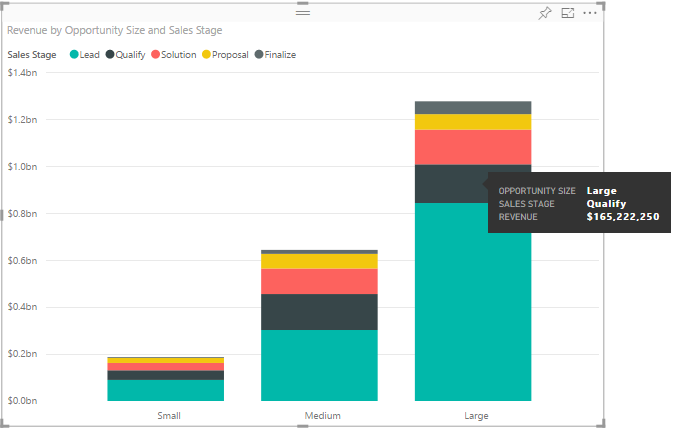 Revenue by Opportunity Size and Sales Stage
Sales Stage Lead Qualify Solution Proposal Finalize
$1.4bn
$1.2bn
$1.0bn
$0.8bn
$0.6bn
$0.4bn
$0.2bn
$0.0bn
OPPORTUNITY SIZE Large
SALES STAGE Qualify
REVENUE $165,222,250
Small Medium Large